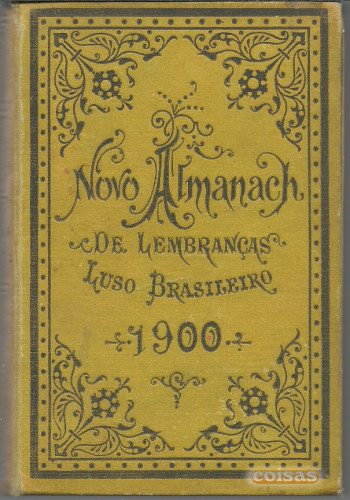 Novo Almanach
De Lembranças
Luso Brasileiro
1900
coisas